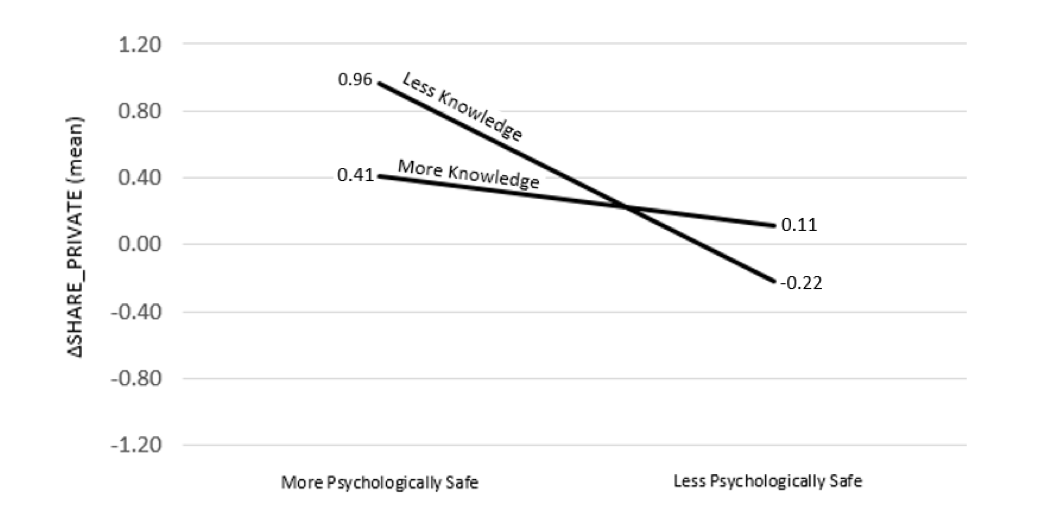 1.20
0.96
Less Knowledge
0.80
0.41
More Knowledge
0.40
0.11
0.00
-0.22
-0.40
-0.80
-1.20
ΔSHARE_PRIVATE (mean)
More Psychologically Safe
Less Psychologically Safe